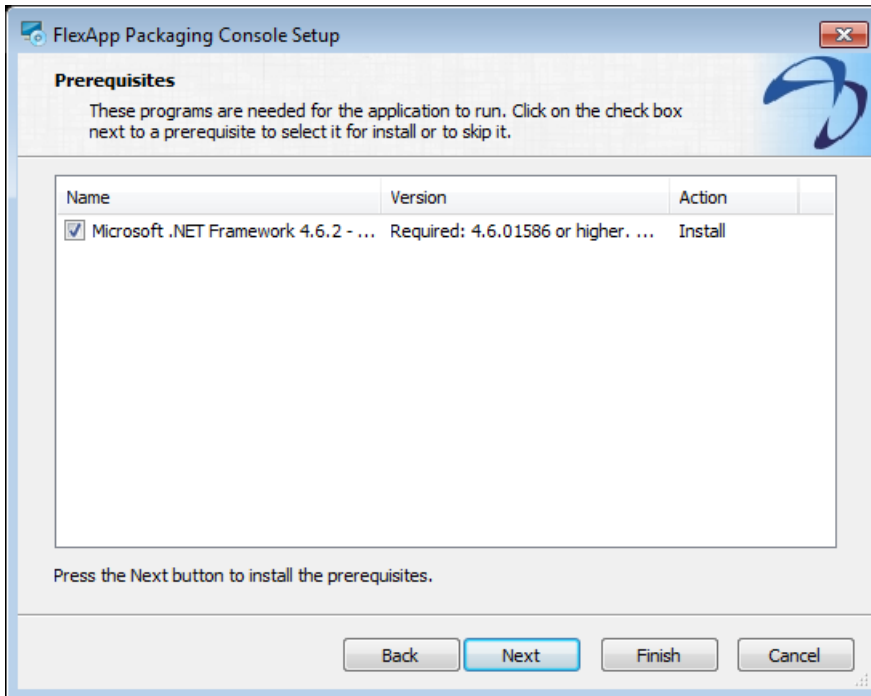 FlexApp Packaging Console Setup
Prerequisites
These programs are needed for the application to run. Click on the check box
next to a prerequisite to select it for install or to skip it.
Name Version Action
Microsoft .NET Framework 4.6.2 - ... Required: 4.6.01586 or higher. ... Install
Press the Next button to install the prerequisites.
Back Next Finish Cancel